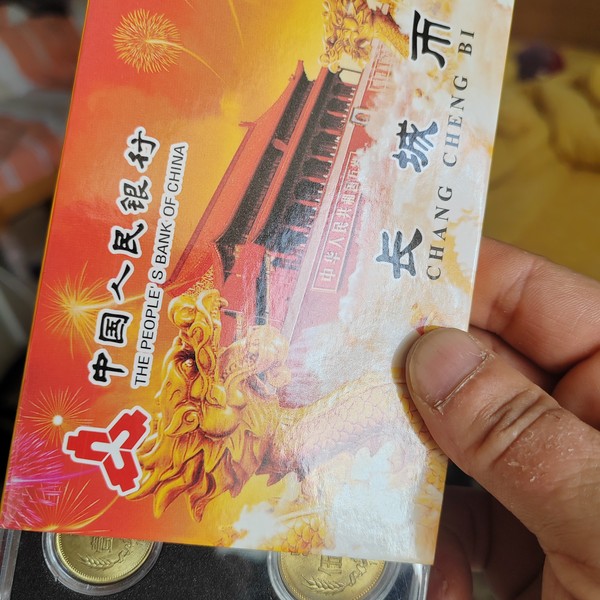 中国人民银行
THE PEOPLE'S BANK OF CHINA
长城币
CHANG CHENG BI
中华人民共和国万岁
壹